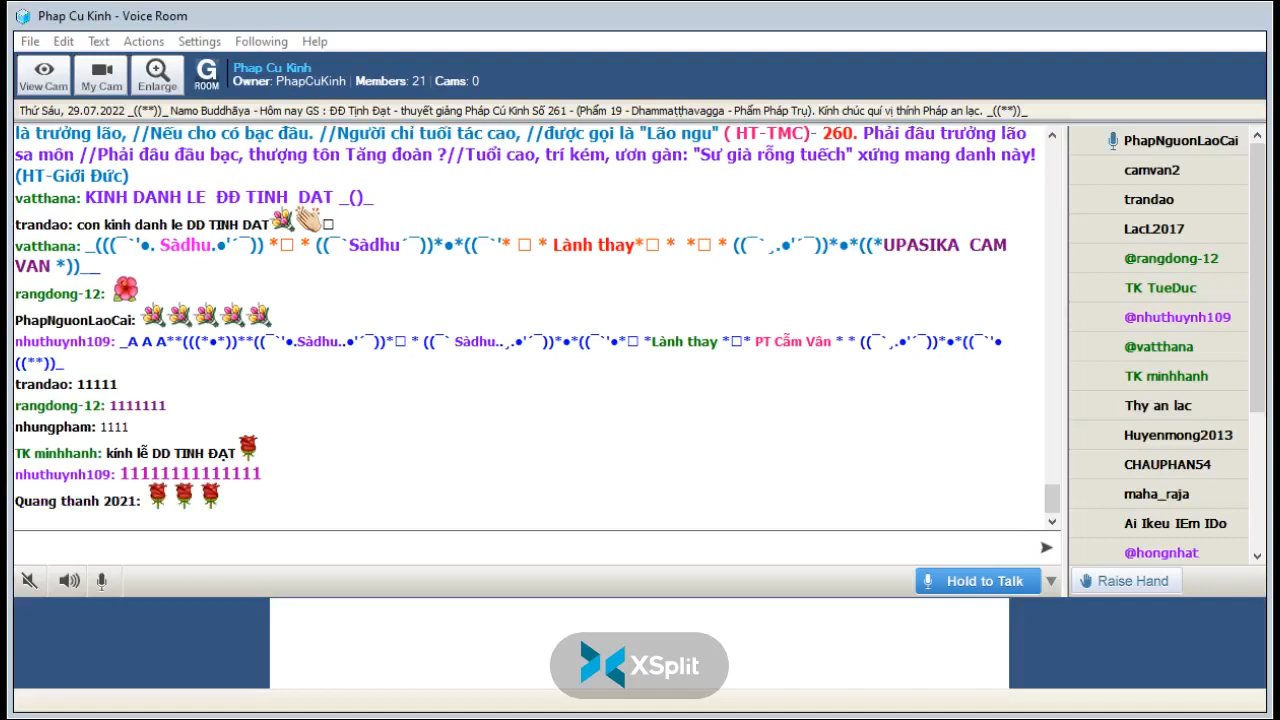 Phap Cu Kinh - Voice Room
File Edit Text Actions Settings Following Help
View Cam My Cam Enlarge G ROOM
Phap Cu Kinh
Owner: PhapCuKinh | Members: 21 | Cams: 0
Thứ Sáu, 29.07.2022 _((**))_ Namo Buddhāya - Hôm nay GS : ĐĐ Tịnh Đạt - thuyết giảng Pháp Cú Kinh Số 261 - (Phẩm 19 - Dhammaṭṭhavagga - Phẩm Pháp Trụ). Kính chúc quí vị thính Pháp an lạc. _((**))_
là trưởng lão, //Nếu cho có bạc đầu. //Người chỉ tuổi tác cao, //được gọi là "Lão ngu" ( HT-TMC)- 260. Phải đâu trưởng lão
sa môn //Phải đâu đầu bạc, thượng tôn Tăng đoàn ?//Tuổi cao, trí kém, ươn gàn: "Sư già rỗng tuếch" xứng mang danh này!
(HT-Giới Đức)
vatthana: KINH DANH LE ĐĐ TINH DAT _()_
trandao: con kinh danh le DD TINH DAT
vatthana: _(((¯`'•. Sàdhu.•'´¯)) *□ * ((¯`Sàdhu´¯))*•*((¯`'* □ * Lành thay*□ * *□ * ((¯`¸.•'´¯))*•*((*UPASIKA CAM
VAN *))__
rangdong-12:
PhapNguonLaoCai:
nhuthuynh109: _A A A**(((*•*))**((¯`'•.Sàdhu..•'´¯))*□ * ((¯` Sàdhu..¸.•'´¯))*•*((¯`'•*□ *Lành thay *□* PT Cẩm Vân * * ((¯`¸.•'´¯))*•*((¯`'•
((**))_
trandao: 11111
rangdong-12: 1111111
nhungpham: 1111
TK minhhanh: kính lễ DD TINH ĐẠT
nhuthuynh109: 11111111111111
Quang thanh 2021:
PhapNguonLaoCai
camvan2
trandao
LacL2017
@rangdong-12
TK TueDuc
@nhuthuynh109
@vatthana
TK minhhanh
Thy an lac
Huyenmong2013
CHAUPHAN54
maha_raja
Ai Ikeu IEm IDo
@hongnhat
Hold to Talk
Raise Hand
XSplit